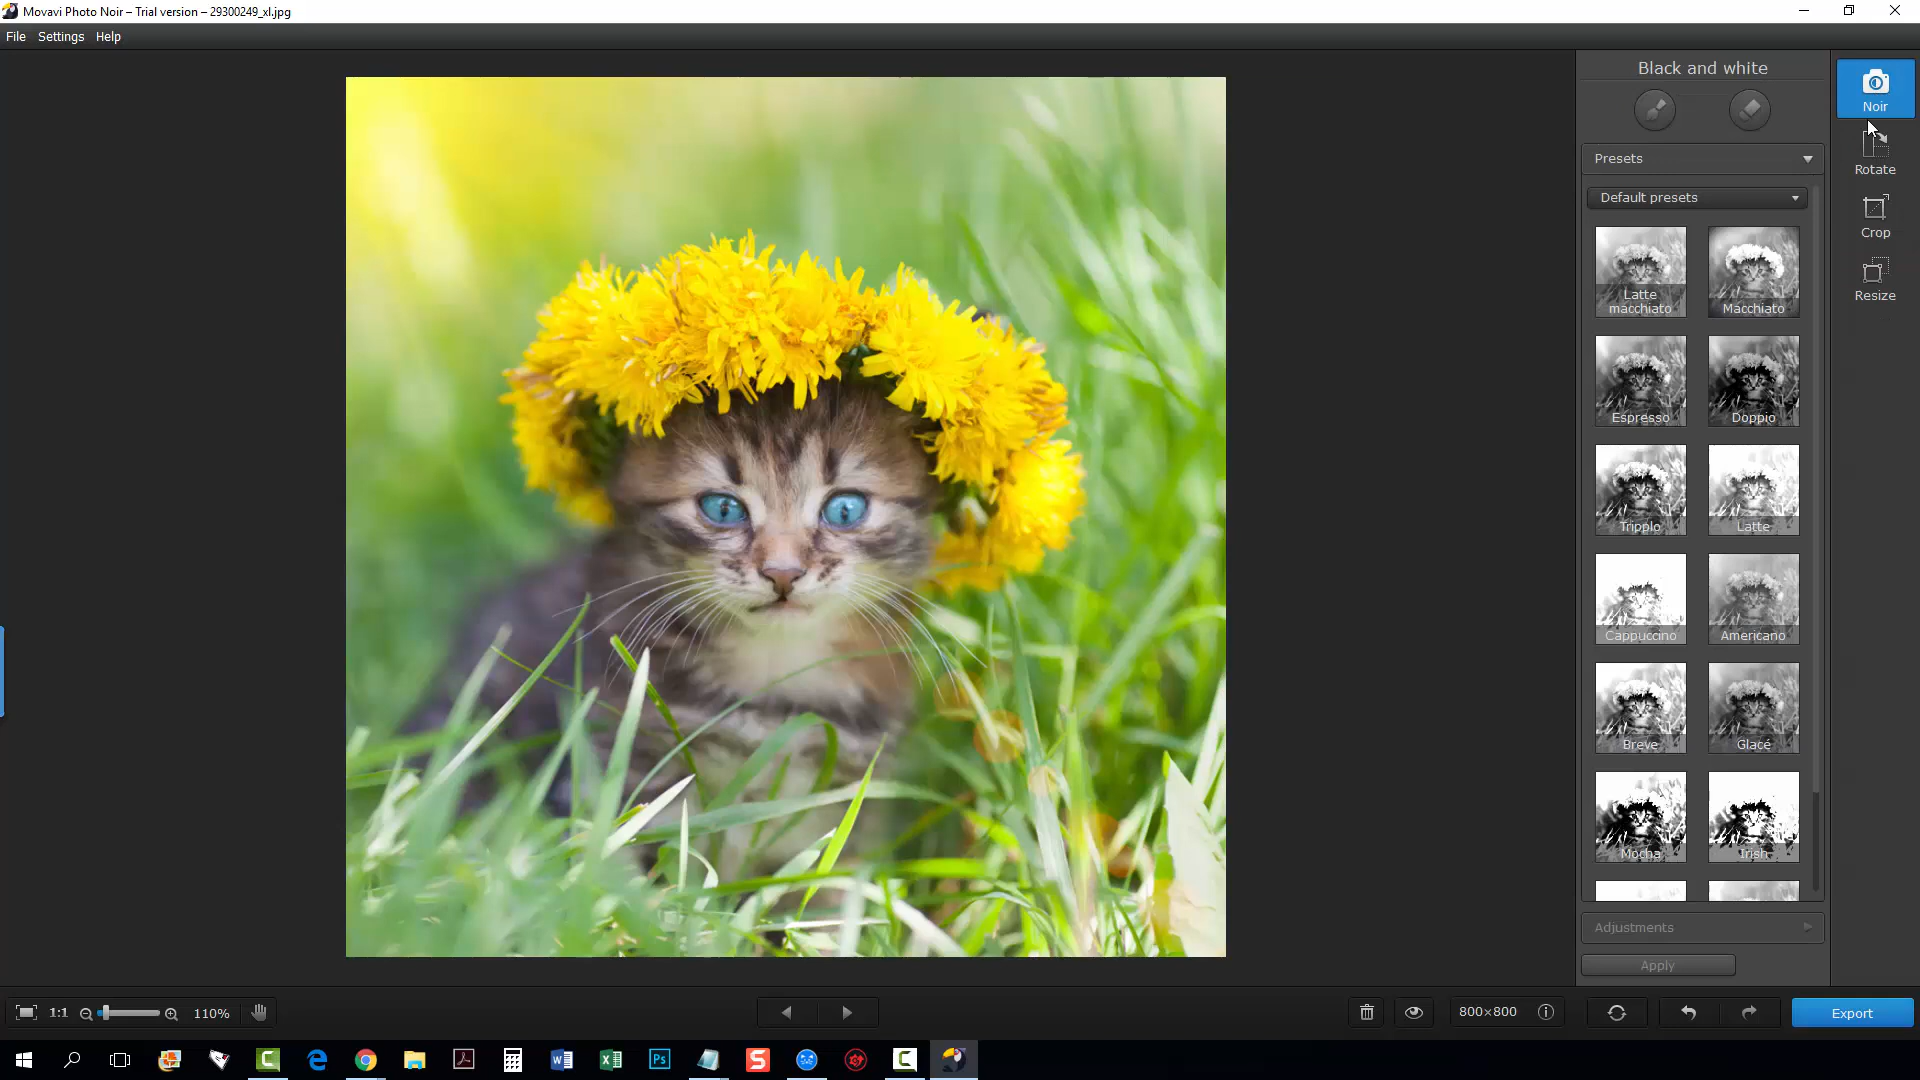 Movavi Photo Noir – Trial version – 29300249_xl.jpg
File Settings Help
Black and white
Noir
Presets
Rotate
Default presets
Crop
Resize
Latte
macchiato
Macchiato
Espresso
Doppio
Tripplo
Latte
Cappuccino
Americano
Breve
Glacé
Mocha
Irish
Adjustments
Apply
1:1
110%
800×800
i
Export
W
X
Ps
S
C
C